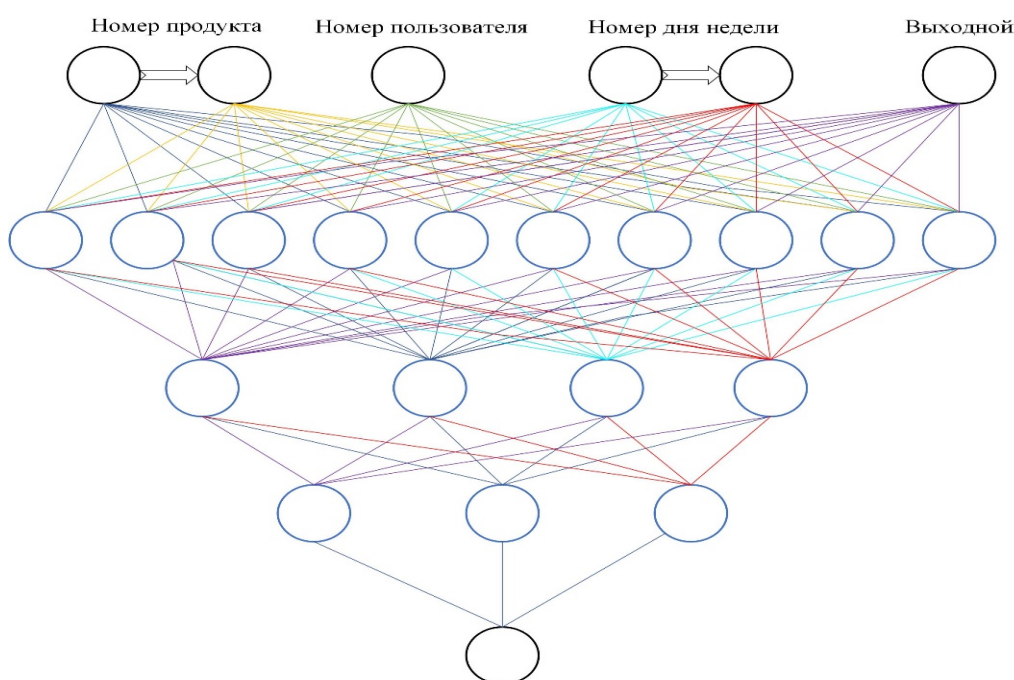 Номер продукта
Номер пользователя
Номер дня недели
Выходной